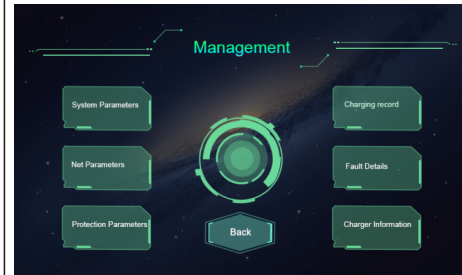 Management
System Parameters
Charging record
Net Parameters
Fault Details
Protection Parameters
Charger Information
Back